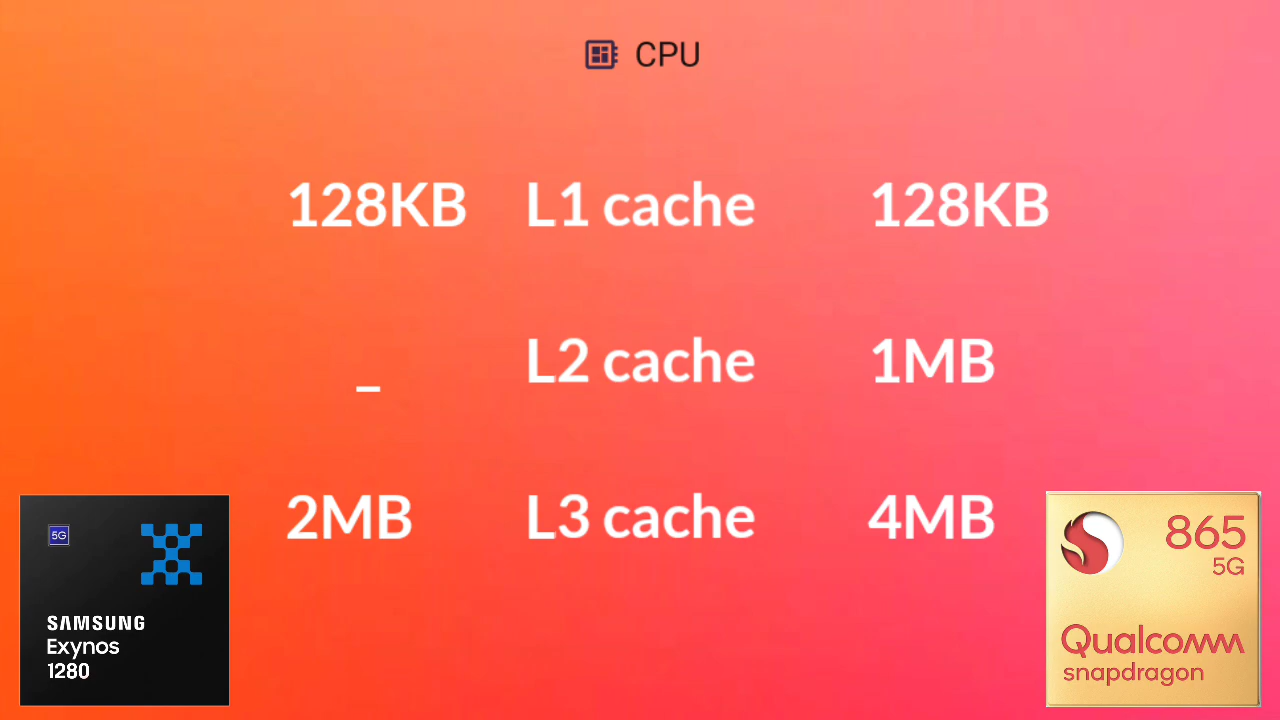 CPU
128KB L1 cache 128KB
– L2 cache 1MB
2MB L3 cache 4MB
5G
SAMSUNG
Exynos
1280
865
5G
Qualcomm
snapdragon